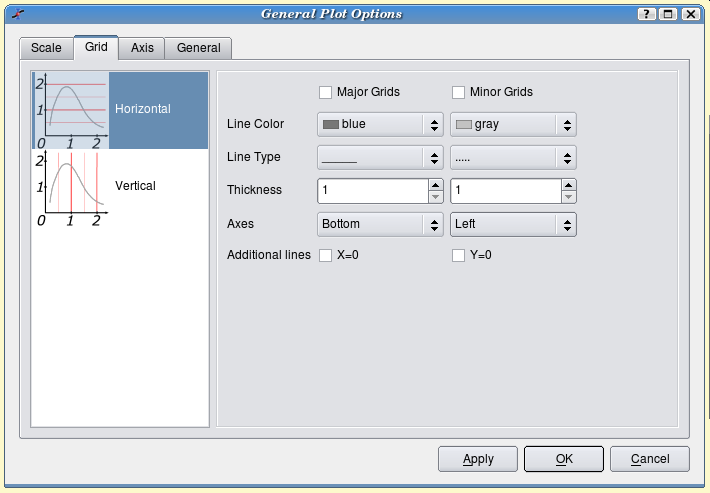 General Plot Options
?
Scale Grid Axis General
2
1
0 1 2
Horizontal
2
1
0 1 2
Vertical
Major Grids Minor Grids
Line Color blue gray
Line Type _____ .....
Thickness 1 1
Axes Bottom Left
Additional lines X=0 Y=0
Apply OK Cancel